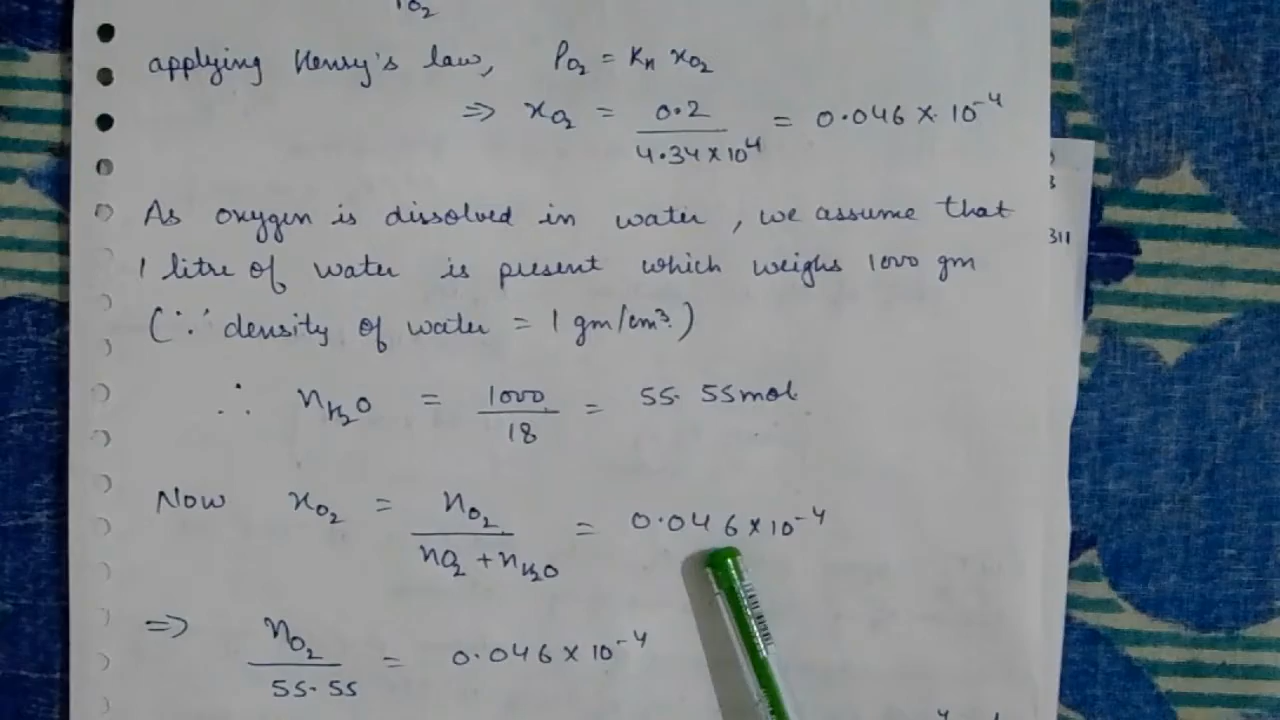 PO2
applying Henry's law, PO2 = KH xO2
⇒ xO2 = 0.2 / 4.34 × 10^4 = 0.046 × 10^-4
As oxygen is dissolved in water, we assume that
1 litre of water is present which weighs 1000 gm
(∵ density of water = 1 gm/cm3.)
∴ nH2O = 1000 / 18 = 55.55 mol
Now xO2 = nO2 / nO2 + nH2O = 0.046 × 10^-4
⇒ nO2 / 55.55 = 0.046 × 10^-4
311